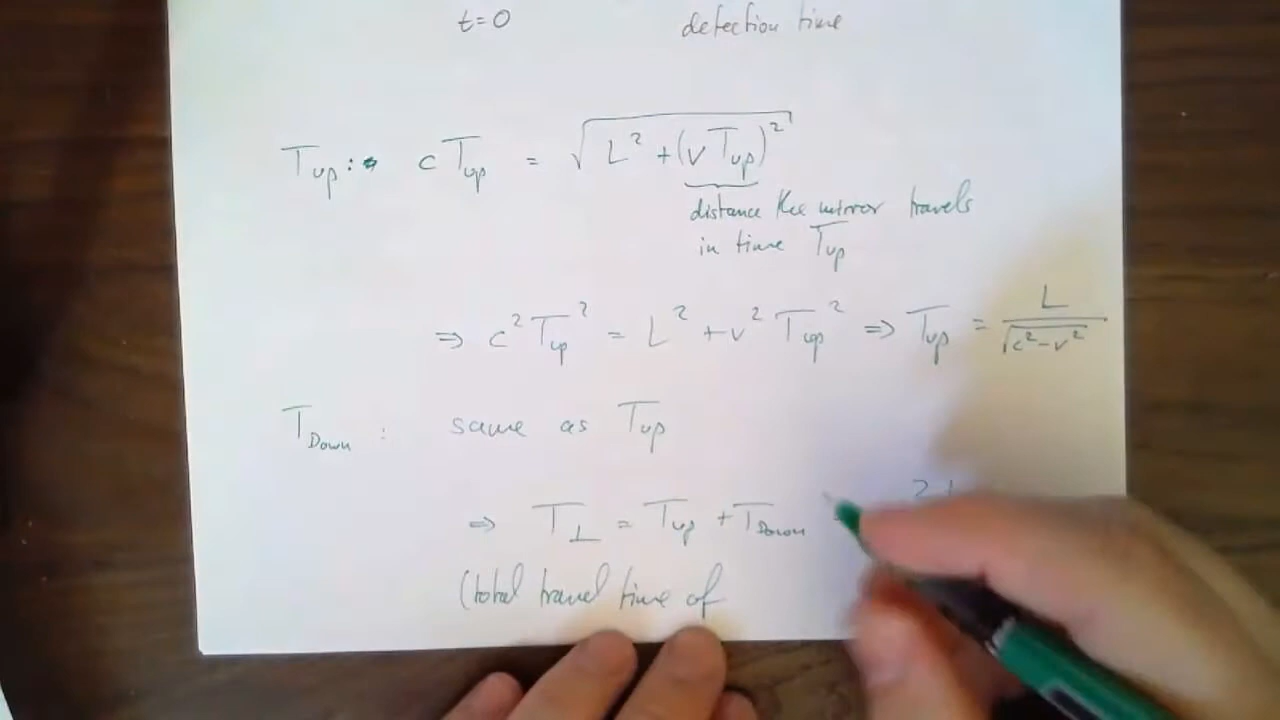 t=0 detection time
T_up: c T_up = √(L² + (v T_up)²)
distance the mirror travels
in time T_up
⇒ c² T_up² = L² + v² T_up² ⇒ T_up = L / √(c²-v²)
T_Down : same as T_up
⇒ T_⊥ = T_up + T_Down = 2L
(total travel time of